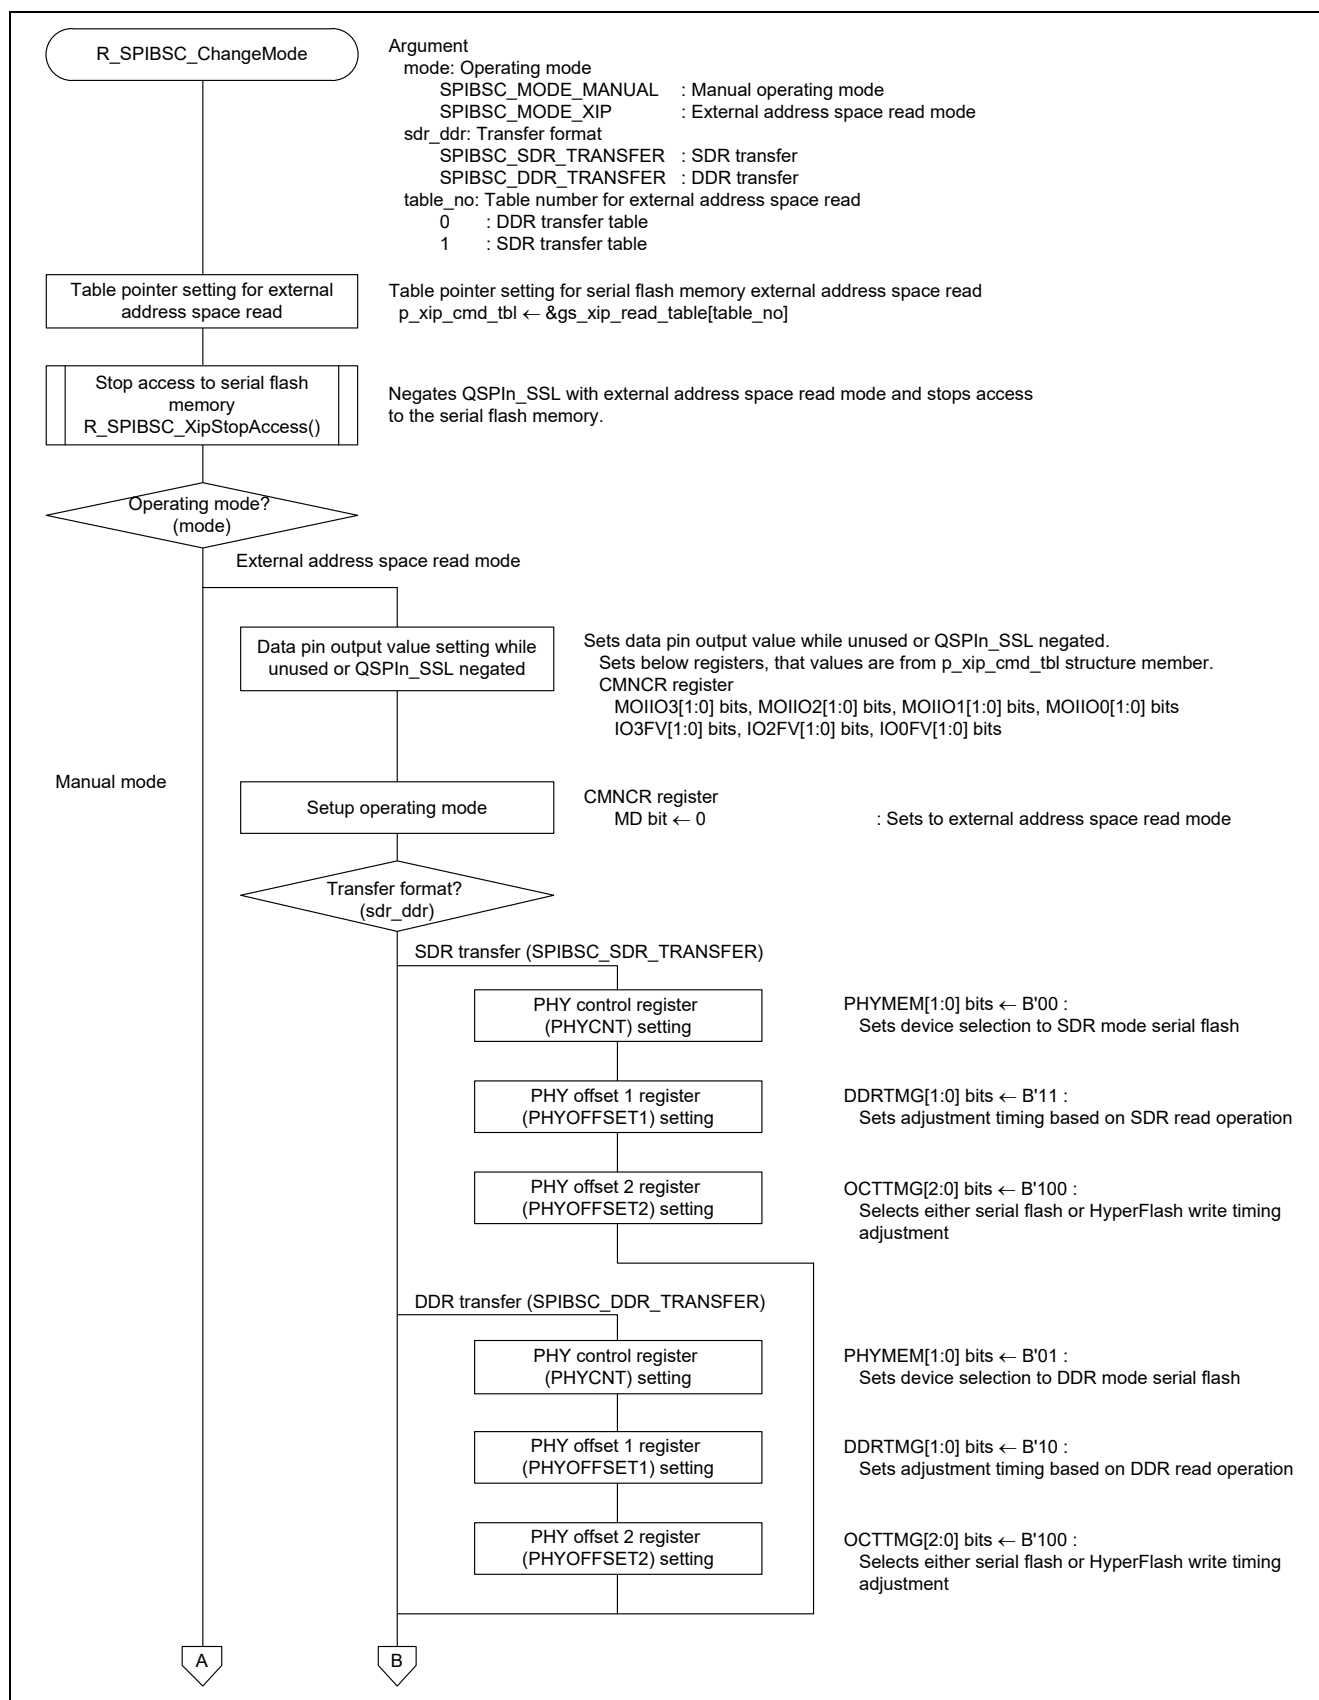 R_SPIBSC_ChangeMode
Argument
mode: Operating mode
SPIBSC_MODE_MANUAL : Manual operating mode
SPIBSC_MODE_XIP : External address space read mode
sdr_ddr: Transfer format
SPIBSC_SDR_TRANSFER : SDR transfer
SPIBSC_DDR_TRANSFER : DDR transfer
table_no: Table number for external address space read
0 : DDR transfer table
1 : SDR transfer table
Table pointer setting for external
address space read
Table pointer setting for serial flash memory external address space read
p_xip_cmd_tbl ← &gs_xip_read_table[table_no]
Stop access to serial flash
memory
R_SPIBSC_XipStopAccess()
Negates QSPIn_SSL with external address space read mode and stops access
to the serial flash memory.
Operating mode?
(mode)
External address space read mode
Data pin output value setting while
unused or QSPIn_SSL negated
Sets data pin output value while unused or QSPIn_SSL negated.
Sets below registers, that values are from p_xip_cmd_tbl structure member.
CMNCR register
MOIIO3[1:0] bits, MOIIO2[1:0] bits, MOIIO1[1:0] bits, MOIIO0[1:0] bits
IO3FV[1:0] bits, IO2FV[1:0] bits, IO0FV[1:0] bits
Manual mode
Setup operating mode
CMNCR register
MD bit ← 0 : Sets to external address space read mode
Transfer format?
(sdr_ddr)
SDR transfer (SPIBSC_SDR_TRANSFER)
PHY control register
(PHYCNT) setting
PHYMEM[1:0] bits ← B'00 :
Sets device selection to SDR mode serial flash
PHY offset 1 register
(PHYOFFSET1) setting
DDRTMG[1:0] bits ← B'11 :
Sets adjustment timing based on SDR read operation
PHY offset 2 register
(PHYOFFSET2) setting
OCTTMG[2:0] bits ← B'100 :
Selects either serial flash or HyperFlash write timing
adjustment
DDR transfer (SPIBSC_DDR_TRANSFER)
PHY control register
(PHYCNT) setting
PHYMEM[1:0] bits ← B'01 :
Sets device selection to DDR mode serial flash
PHY offset 1 register
(PHYOFFSET1) setting
DDRTMG[1:0] bits ← B'10 :
Sets adjustment timing based on DDR read operation
PHY offset 2 register
(PHYOFFSET2) setting
OCTTMG[2:0] bits ← B'100 :
Selects either serial flash or HyperFlash write timing
adjustment
A
B